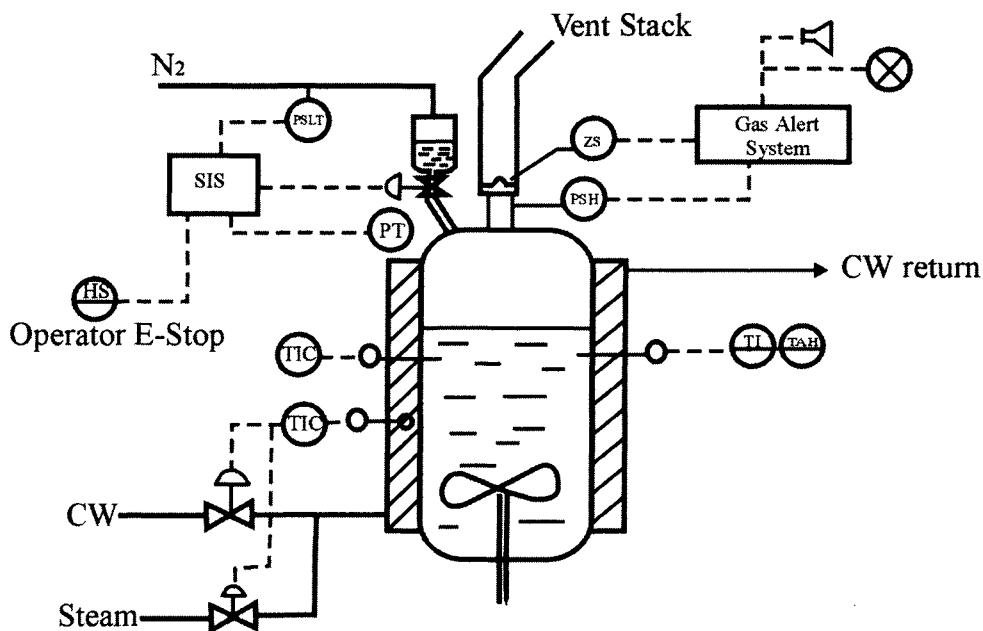 Vent Stack
N2
PSLT
ZS
Gas Alert
System
SIS
PSH
PT
CW return
HS
Operator E-Stop
TIC
TI
TAH
TIC
CW
Steam